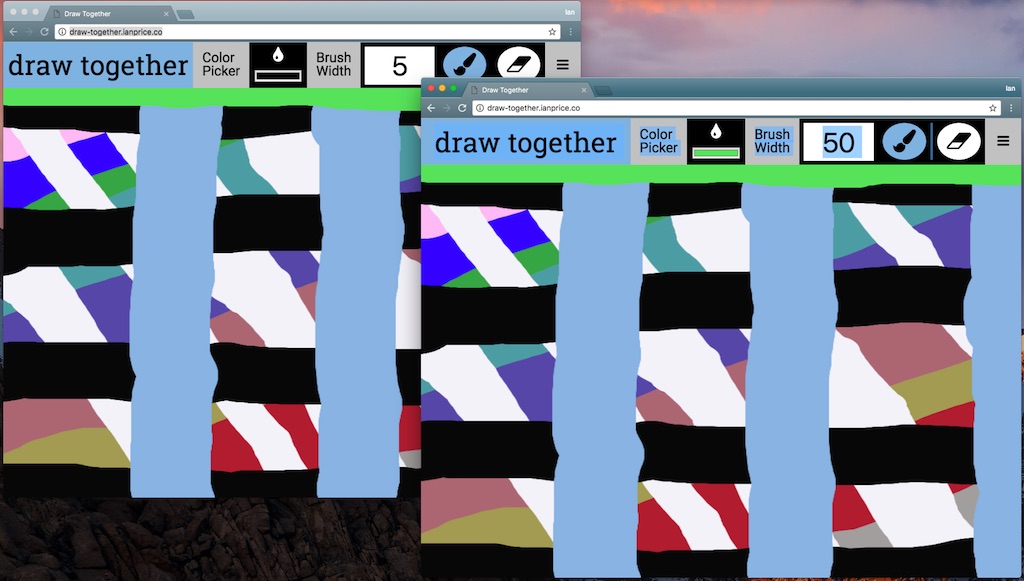 Draw Together
Ian
draw-together.ianprice.co
draw together
Color
Picker
Brush
Width
5
Draw Together
Ian
draw-together.ianprice.co
draw together
Color
Picker
Brush
Width
50